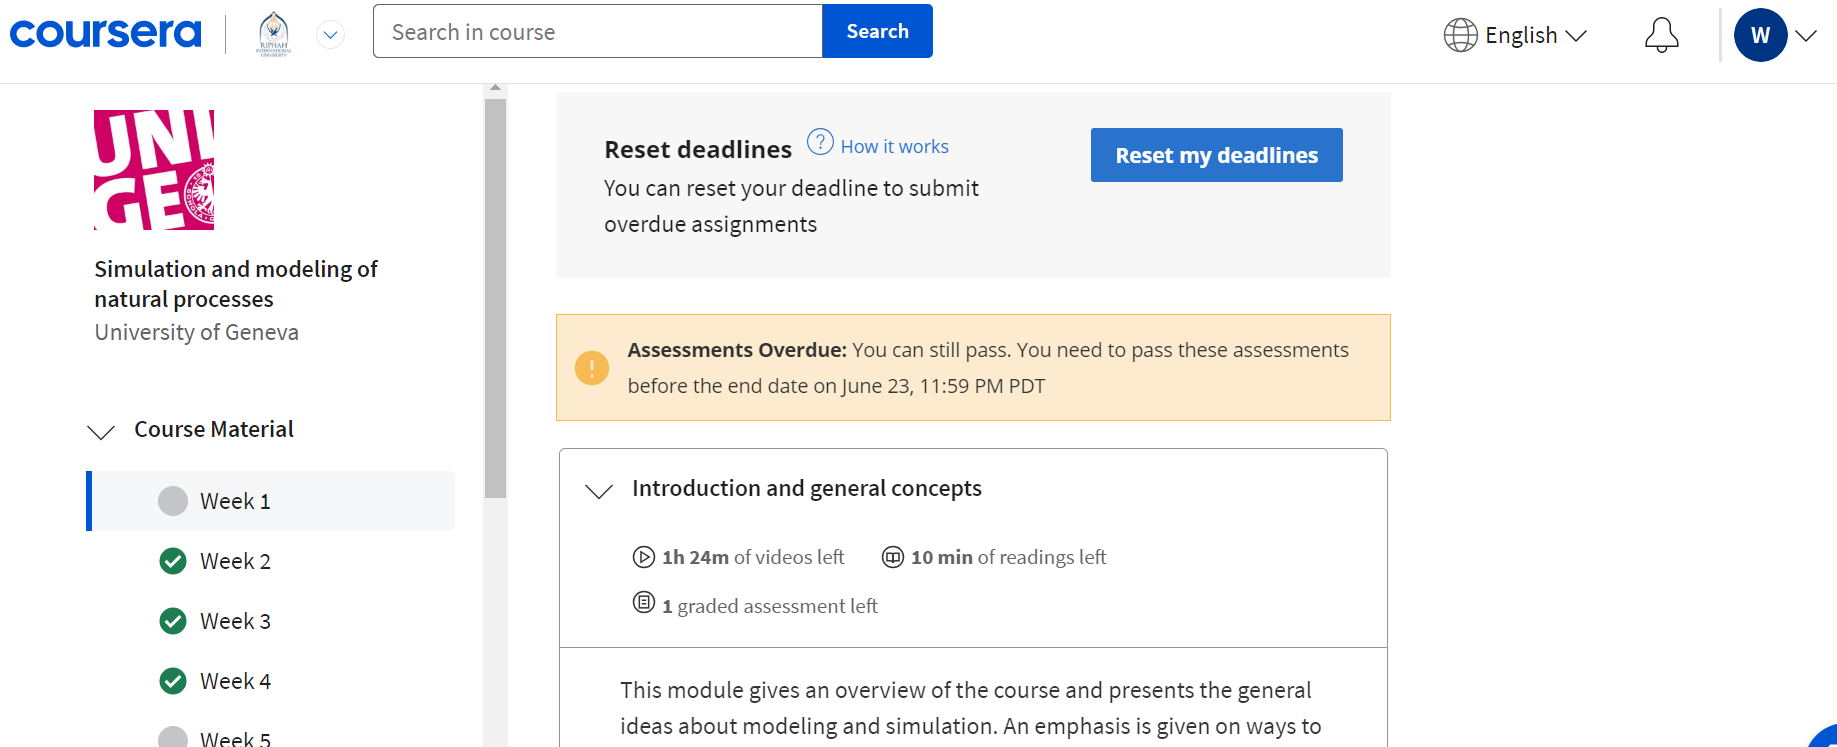 coursera
RIPHAH
INTERNATIONAL
UNIVERSITY
Search in course
Search
English
W
UNI
GE
Simulation and modeling of
natural processes
University of Geneva
Course Material
Week 1
Week 2
Week 3
Week 4
Week 5
Reset deadlines
? How it works
You can reset your deadline to submit
overdue assignments
Reset my deadlines
! Assessments Overdue: You can still pass. You need to pass these assessments
before the end date on June 23, 11:59 PM PDT
Introduction and general concepts
1h 24m of videos left
10 min of readings left
1 graded assessment left
This module gives an overview of the course and presents the general
ideas about modeling and simulation. An emphasis is given on ways to